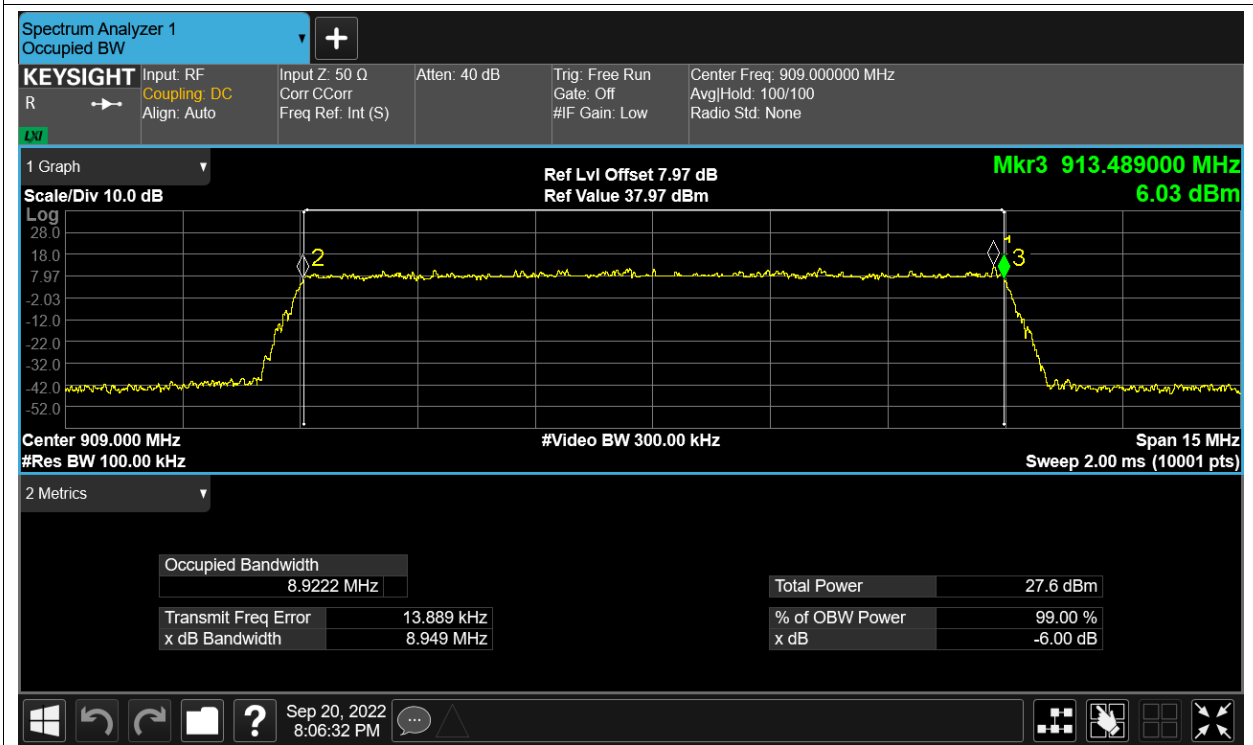 Spectrum Analyzer 1
Occupied BW
KEYSIGHT
R
LXI
Input: RF
Coupling: DC
Align: Auto
Input Z: 50 Ω
Corr CCorr
Freq Ref: Int (S)
Atten: 40 dB
Trig: Free Run
Gate: Off
#IF Gain: Low
Center Freq: 909.000000 MHz
Avg|Hold: 100/100
Radio Std: None
1 Graph
Scale/Div 10.0 dB
Ref Lvl Offset 7.97 dB
Ref Value 37.97 dBm
Mkr3 913.489000 MHz
6.03 dBm
Log
28.0
18.0
7.97
-2.03
-12.0
-22.0
-32.0
-42.0
-52.0
2
1
3
Center 909.000 MHz
#Res BW 100.00 kHz
#Video BW 300.00 kHz
Span 15 MHz
Sweep 2.00 ms (10001 pts)
2 Metrics
Occupied Bandwidth
8.9222 MHz
Transmit Freq Error 13.889 kHz
x dB Bandwidth 8.949 MHz
Total Power 27.6 dBm
% of OBW Power 99.00 %
x dB -6.00 dB
?
Sep 20, 2022
8:06:32 PM